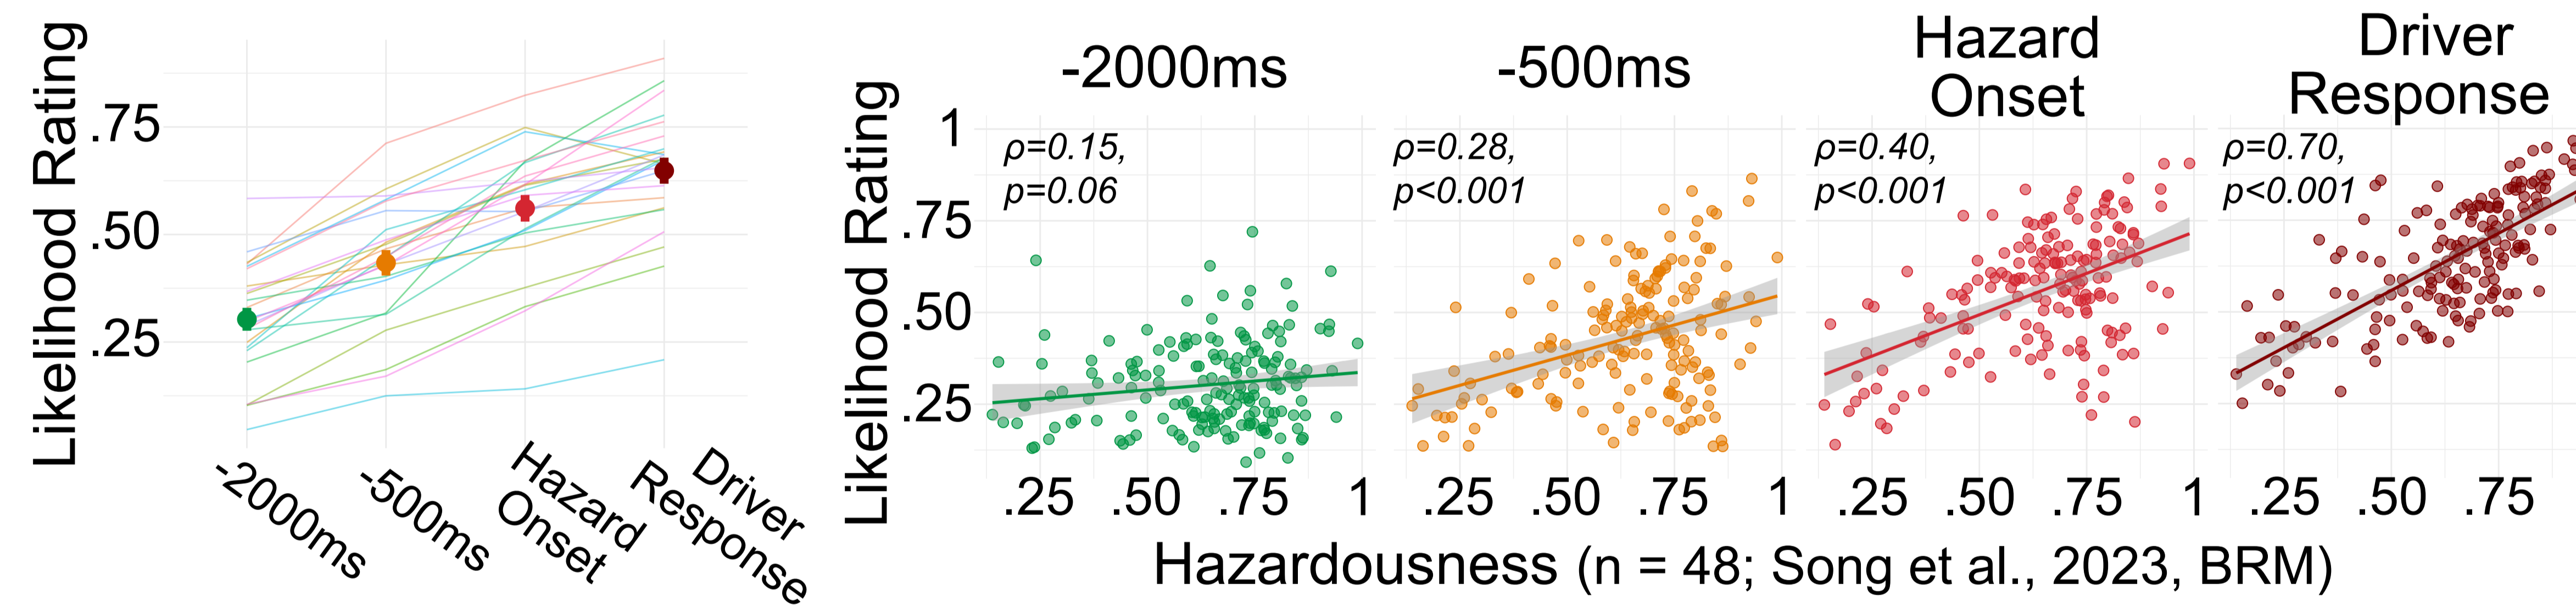 Likelihood Rating
.75
.50
.25
-2000ms
-500ms
Hazard
Onset
Driver
Response
Likelihood Rating
1
.75
.50
.25
-2000ms
ρ=0.15,
p=0.06
.25 .50 .75 1
-500ms
ρ=0.28,
p<0.001
.25 .50 .75 1
Hazard
Onset
ρ=0.40,
p<0.001
.25 .50 .75 1
Driver
Response
ρ=0.70,
p<0.001
.25 .50 .75
Hazardousness (n = 48; Song et al., 2023, BRM)